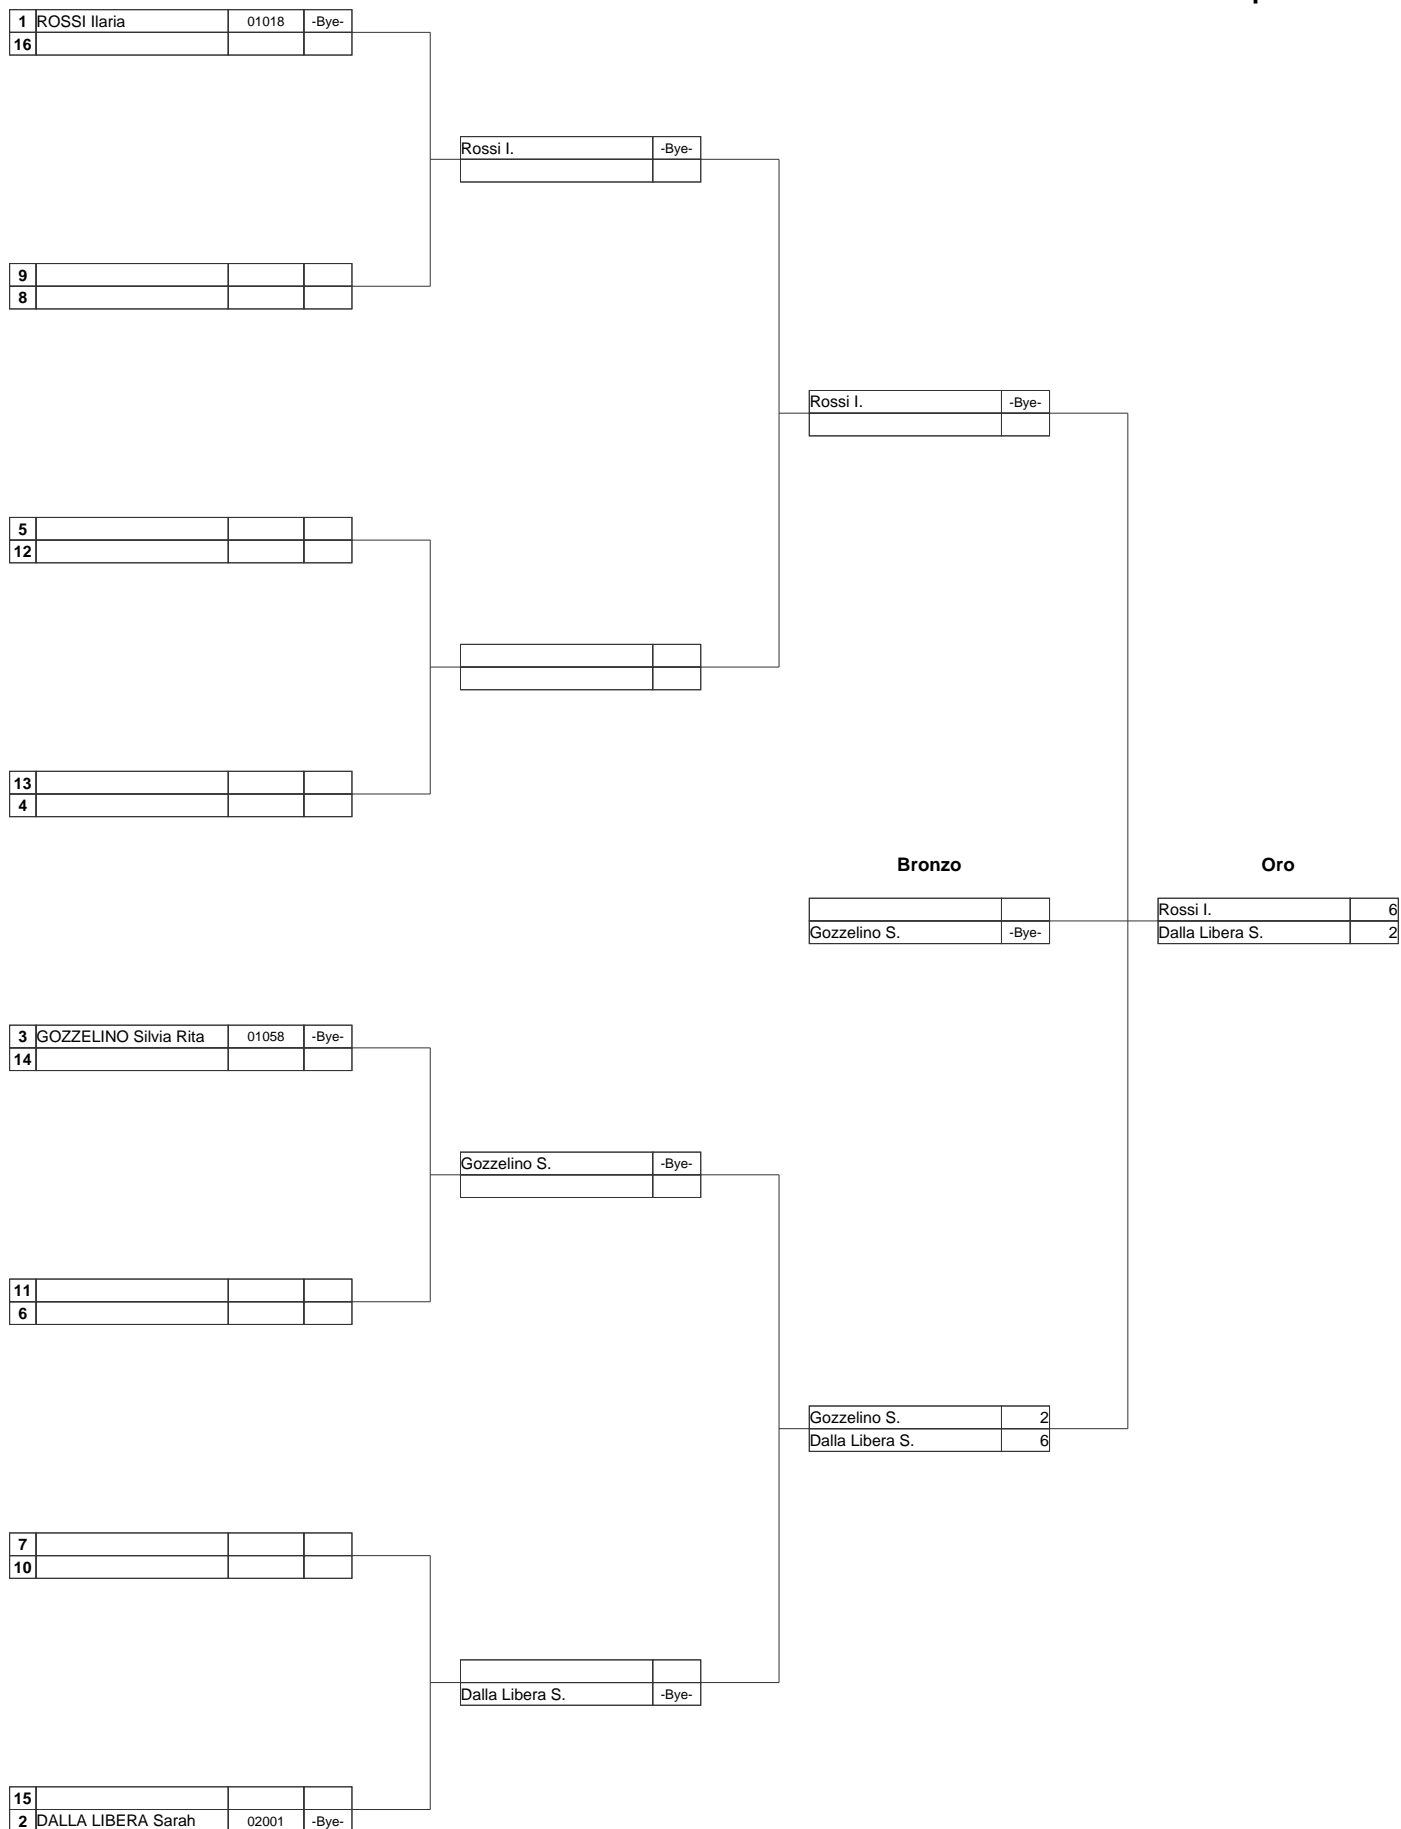 1 ROSSI Ilaria 01018 -Bye-
16
Rossi I. -Bye-
9
8
Rossi I. -Bye-
5
12
13
4
Bronzo Oro
Rossi I. 6
Gozzelino S. -Bye- Dalla Libera S. 2
3 GOZZELINO Silvia Rita 01058 -Bye-
14
Gozzelino S. -Bye-
11
6
Gozzelino S. 2
Dalla Libera S. 6
7
10
Dalla Libera S. -Bye-
15
2 DALLA LIBERA Sarah 02001 -Bye-